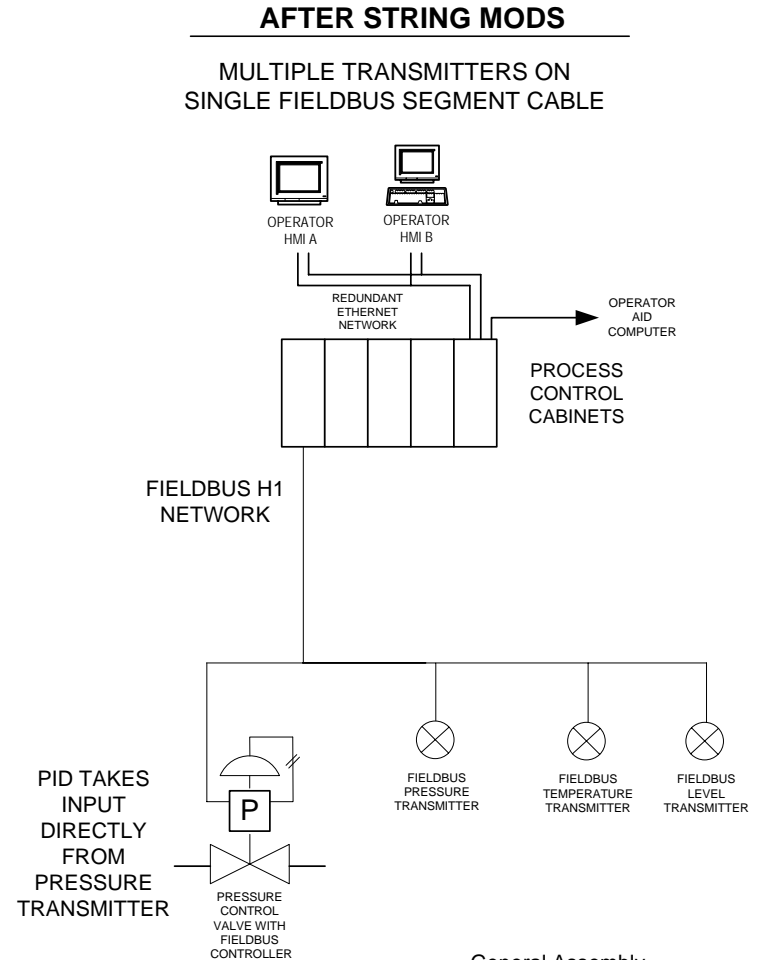 AFTER STRING MODS
MULTIPLE TRANSMITTERS ON
SINGLE FIELDBUS SEGMENT CABLE
OPERATOR
HMI A
OPERATOR
HMI B
REDUNDANT
ETHERNET
NETWORK
OPERATOR
AID
COMPUTER
PROCESS
CONTROL
CABINETS
FIELDBUS H1
NETWORK
PID TAKES
INPUT
DIRECTLY
FROM
PRESSURE
TRANSMITTER
P
PRESSURE
CONTROL
VALVE WITH
FIELDBUS
CONTROLLER
FIELDBUS
PRESSURE
TRANSMITTER
FIELDBUS
TEMPERATURE
TRANSMITTER
FIELDBUS
LEVEL
TRANSMITTER
General Assembly